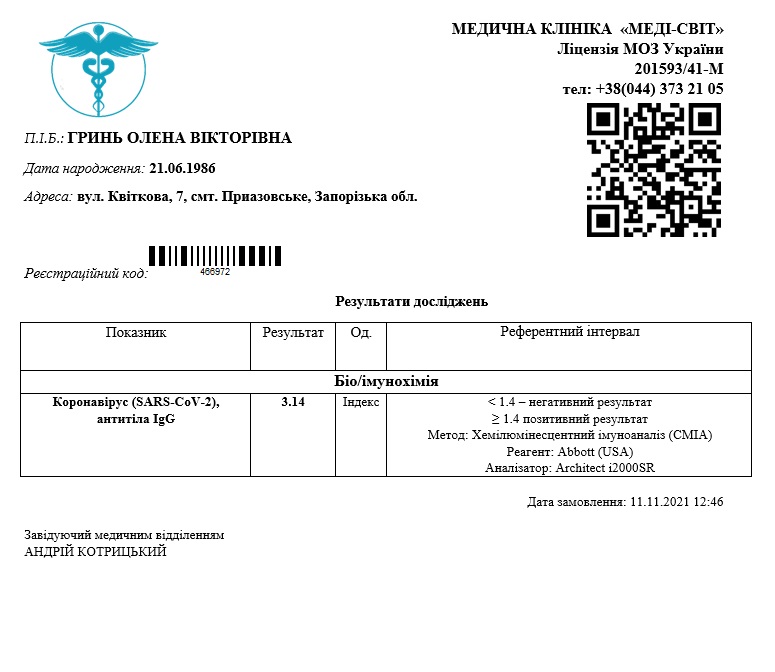 МЕДИЧНА КЛІНІКА «МЕДІ-СВІТ»
Ліцензія МОЗ України
201593/41-М
тел: +38(044) 373 21 05
П.І.Б.: ГРИНЬ ОЛЕНА ВІКТОРІВНА
Дата народження: 21.06.1986
Адреса: вул. Квіткова, 7, смт. Приазовське, Запорізька обл.
Реєстраційний код:
466972
Результати досліджень
Показник Результат Од. Референтний інтервал
Біо/імунохімія
Коронавірус (SARS-CoV-2), 3.14 Індекс < 1.4 – негативний результат
антитіла IgG ≥ 1.4 позитивний результат
Метод: Хемілюмінесцентний імуноаналіз (CMIA)
Реагент: Abbott (USA)
Аналізатор: Architect i2000SR
Дата замовлення: 11.11.2021 12:46
Завідуючий медичним відділенням
АНДРІЙ КОТРИЦЬКИЙ